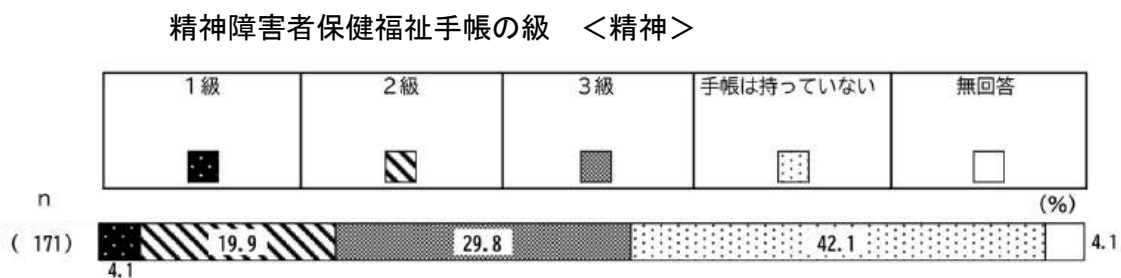 精神障害者保健福祉手帳の級　＜精神＞
1級　2級　3級　手帳は持っていない　無回答
n　(%)
( 171)　19.9　29.8　42.1　4.1
4.1